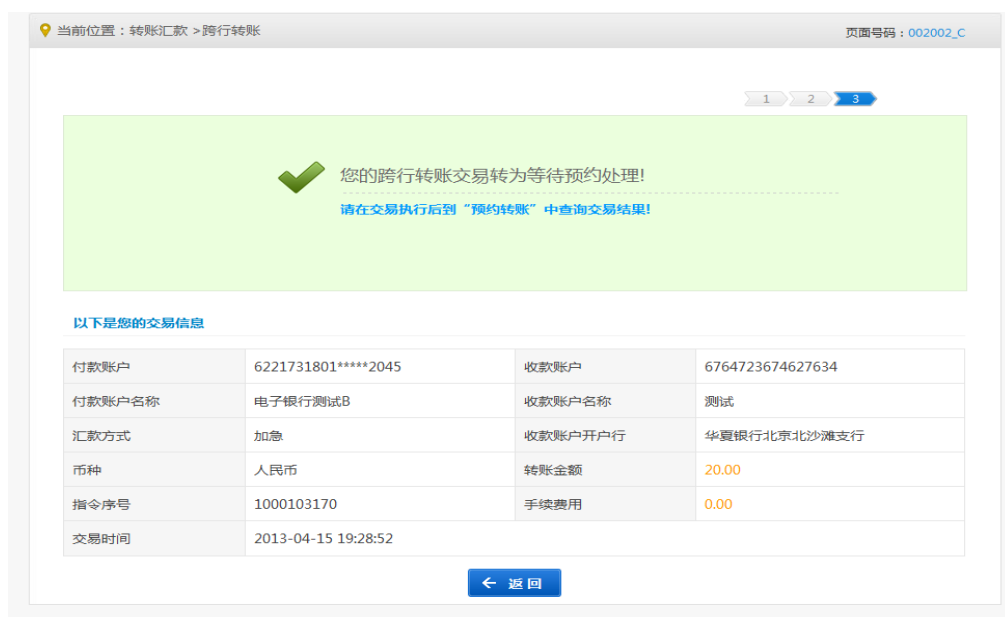 当前位置：转账汇款 >跨行转账 页面号码：002002_C
1 2 3
您的跨行转账交易转为等待预约处理!
请在交易执行后到“预约转账”中查询交易结果!
以下是您的交易信息
付款账户 6221731801*****2045 收款账户 6764723674627634
付款账户名称 电子银行测试B 收款账户名称 测试
汇款方式 加急 收款账户开户行 华夏银行北京北沙滩支行
币种 人民币 转账金额 20.00
指令序号 1000103170 手续费用 0.00
交易时间 2013-04-15 19:28:52
返回